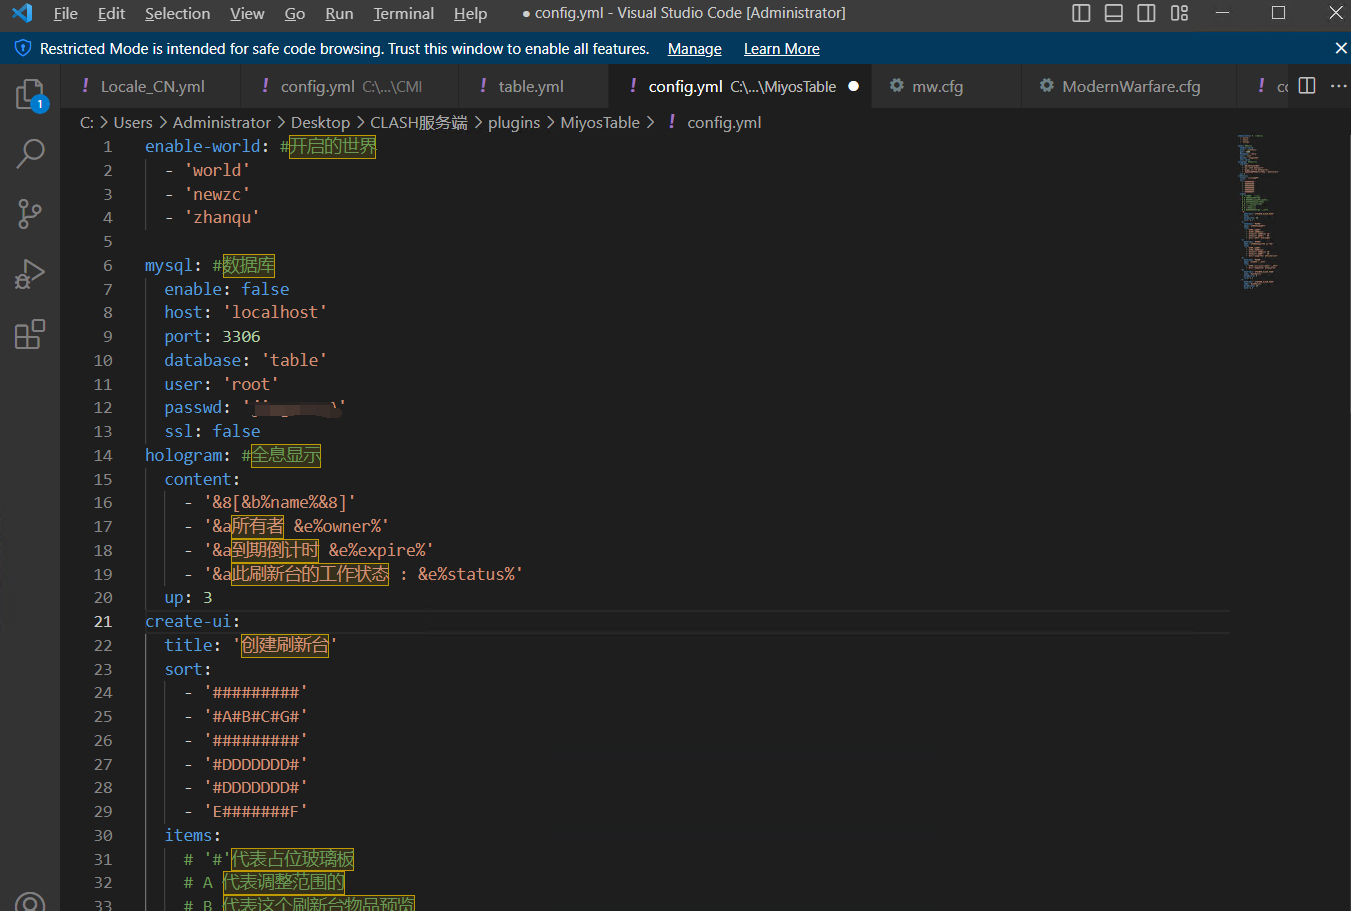 File Edit Selection View Go Run Terminal Help ● config.yml - Visual Studio Code [Administrator]
Restricted Mode is intended for safe code browsing. Trust this window to enable all features. Manage Learn More
1
! Locale_CN.yml ! config.yml C:\...\CMI ! table.yml ! config.yml C:\...\MiyosTable ● mw.cfg ModernWarfare.cfg ! ...
C: > Users > Administrator > Desktop > CLASH服务端 > plugins > MiyosTable > ! config.yml
1 enable-world: #开启的世界
2 - 'world'
3 - 'newzc'
4 - 'zhanqu'
5
6 mysql: #数据库
7 enable: false
8 host: 'localhost'
9 port: 3306
10 database: 'table'
11 user: 'root'
12 passwd: ' '
13 ssl: false
14 hologram: #全息显示
15 content:
16 - '&8[&b%name%&8]'
17 - '&a所有者 &e%owner%'
18 - '&a到期倒计时 &e%expire%'
19 - '&a此刷新台的工作状态 : &e%status%'
20 up: 3
21 create-ui:
22 title: '创建刷新台'
23 sort:
24 - '#########'
25 - '#A#B#C#G#'
26 - '#########'
27 - '#DDDDDDD#'
28 - '#DDDDDDD#'
29 - 'E#######F'
30 items:
31 # '#'代表占位玻璃板
32 # A 代表调整范围的
33 # B 代表这个刷新台物品预览